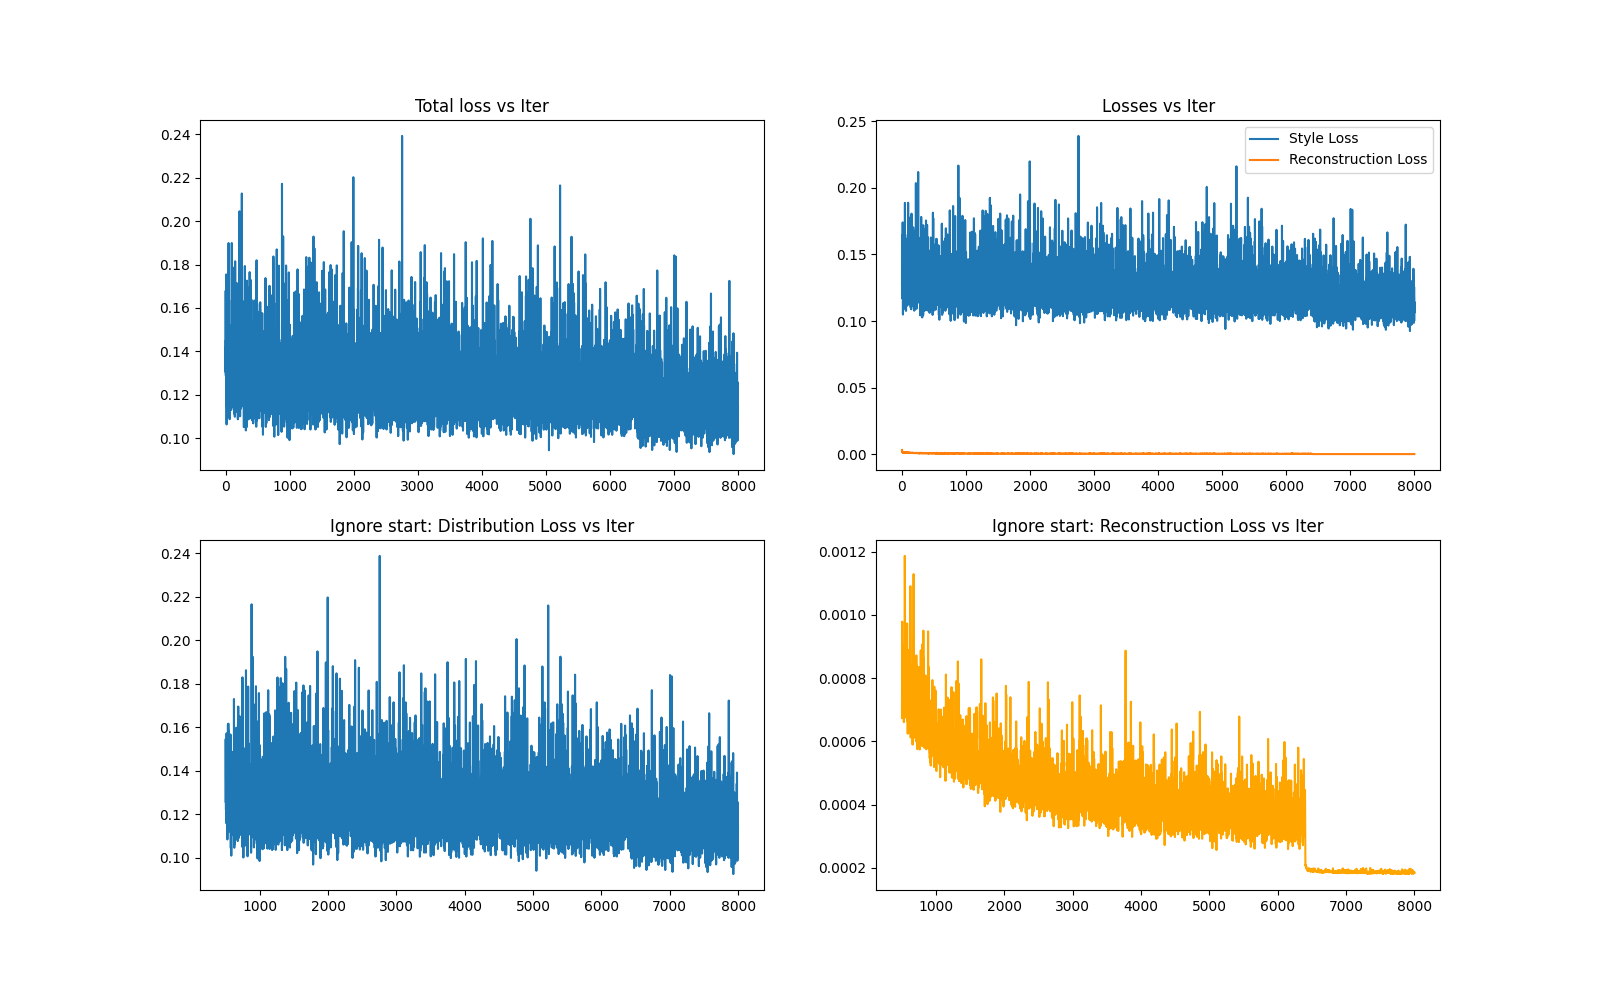 Total loss vs Iter
0.24
0.22
0.20
0.18
0.16
0.14
0.12
0.10
0 1000 2000 3000 4000 5000 6000 7000 8000
Losses vs Iter
Style Loss
Reconstruction Loss
0.25
0.20
0.15
0.10
0.05
0.00
0 1000 2000 3000 4000 5000 6000 7000 8000
Ignore start: Distribution Loss vs Iter
0.24
0.22
0.20
0.18
0.16
0.14
0.12
0.10
1000 2000 3000 4000 5000 6000 7000 8000
Ignore start: Reconstruction Loss vs Iter
0.0012
0.0010
0.0008
0.0006
0.0004
0.0002
1000 2000 3000 4000 5000 6000 7000 8000